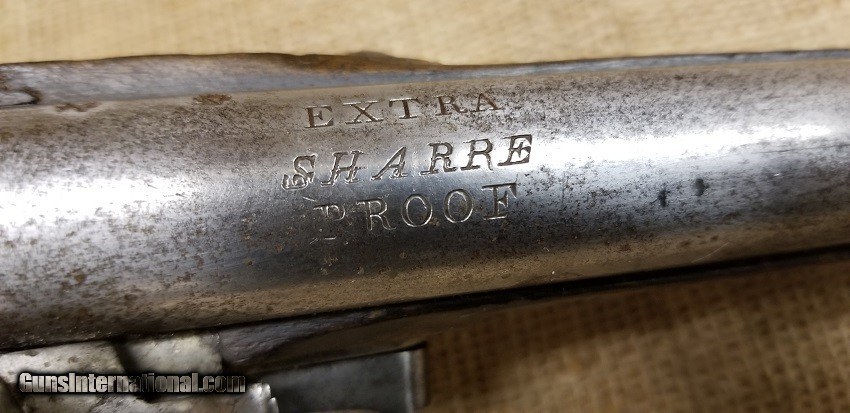 EXTRA
SHARRE
PROOF
GunsInternational.com